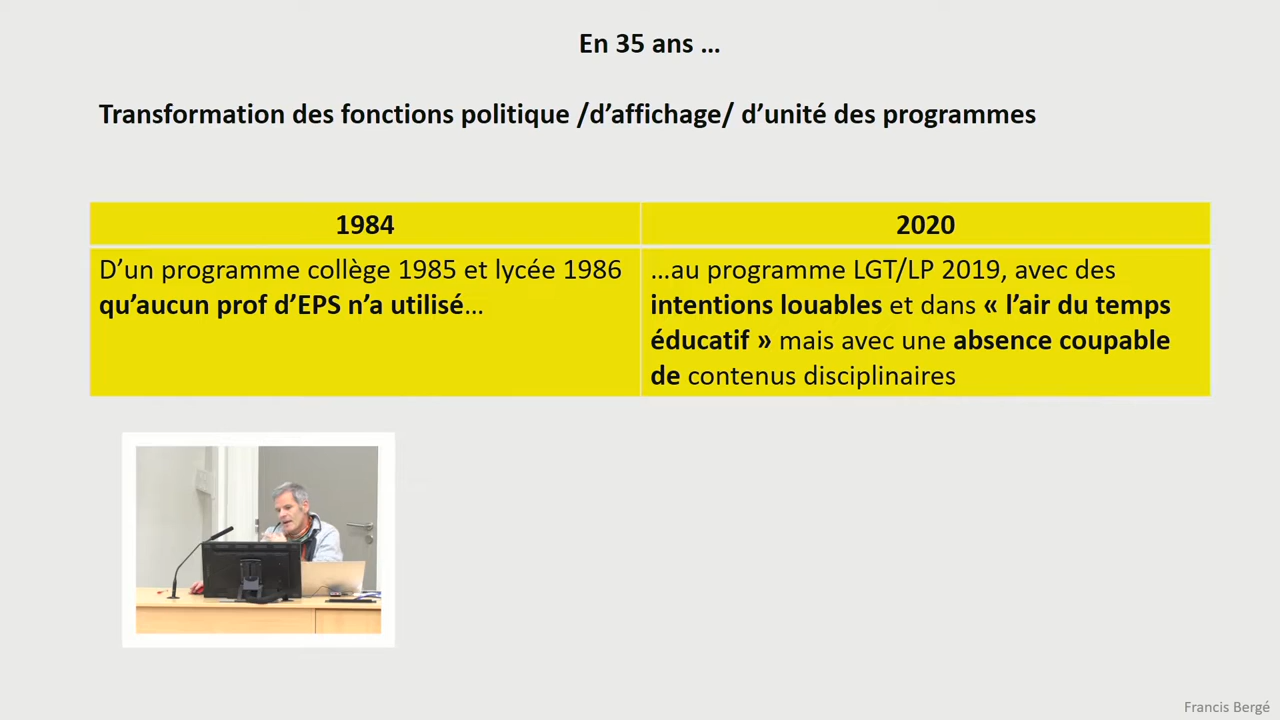 En 35 ans …
Transformation des fonctions politique /d’affichage/ d’unité des programmes
1984
2020
D’un programme collège 1985 et lycée 1986
qu’aucun prof d’EPS n’a utilisé…
…au programme LGT/LP 2019, avec des
intentions louables et dans « l’air du temps
éducatif » mais avec une absence coupable
de contenus disciplinaires
Francis Bergé